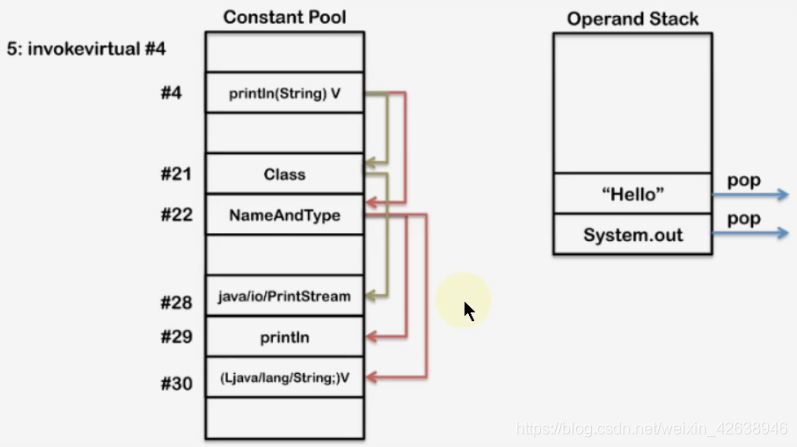 Constant Pool
Operand Stack
5: invokevirtual #4
#4
println(String) V
#21
Class
#22
NameAndType
#28
java/io/PrintStream
#29
println
#30
(Ljava/lang/String;)V
“Hello”
pop
System.out
pop
https://blog.csdn.net/weixin_42638946